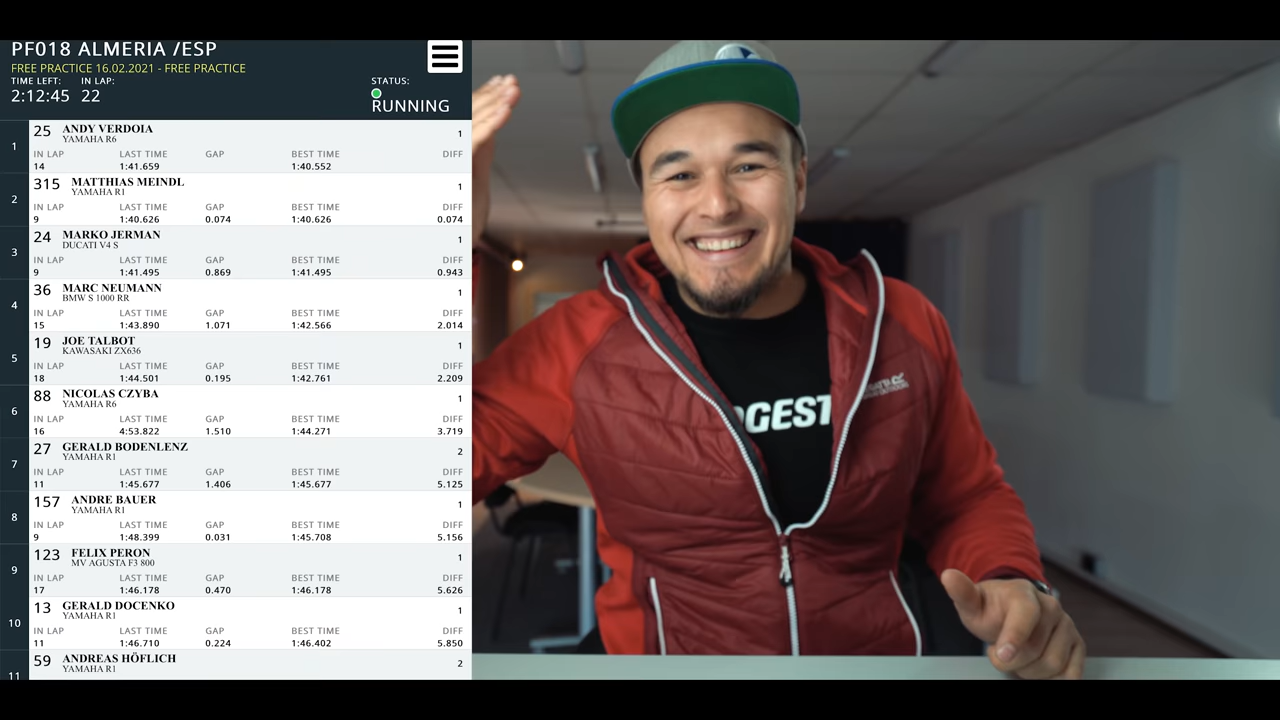 PF018 ALMERIA /ESP
FREE PRACTICE 16.02.2021 - FREE PRACTICE
TIME LEFT: IN LAP: STATUS:
2:12:45 22 RUNNING
1 25 ANDY VERDOIA 1
YAMAHA R6
IN LAP LAST TIME GAP BEST TIME DIFF
14 1:41.659 1:40.552
2 315 MATTHIAS MEINDL 1
YAMAHA R1
IN LAP LAST TIME GAP BEST TIME DIFF
9 1:40.626 0.074 1:40.626 0.074
3 24 MARKO JERMAN 1
DUCATI V4 S
IN LAP LAST TIME GAP BEST TIME DIFF
9 1:41.495 0.869 1:41.495 0.943
4 36 MARC NEUMANN 1
BMW S 1000 RR
IN LAP LAST TIME GAP BEST TIME DIFF
15 1:43.890 1.071 1:42.566 2.014
5 19 JOE TALBOT 1
KAWASAKI ZX636
IN LAP LAST TIME GAP BEST TIME DIFF
18 1:44.501 0.195 1:42.761 2.209
6 88 NICOLAS CZYBA 1
YAMAHA R6
IN LAP LAST TIME GAP BEST TIME DIFF
16 4:53.822 1.510 1:44.271 3.719
7 27 GERALD BODENLENZ 2
YAMAHA R1
IN LAP LAST TIME GAP BEST TIME DIFF
11 1:45.677 1.406 1:45.677 5.125
8 157 ANDRE BAUER 1
YAMAHA R1
IN LAP LAST TIME GAP BEST TIME DIFF
9 1:48.399 0.031 1:45.708 5.156
9 123 FELIX PERON 1
MV AGUSTA F3 800
IN LAP LAST TIME GAP BEST TIME DIFF
17 1:46.178 0.470 1:46.178 5.626
10 13 GERALD DOCENKO 1
YAMAHA R1
IN LAP LAST TIME GAP BEST TIME DIFF
11 1:46.710 0.224 1:46.402 5.850
11 59 ANDREAS HÖFLICH 2
YAMAHA R1
DGEST